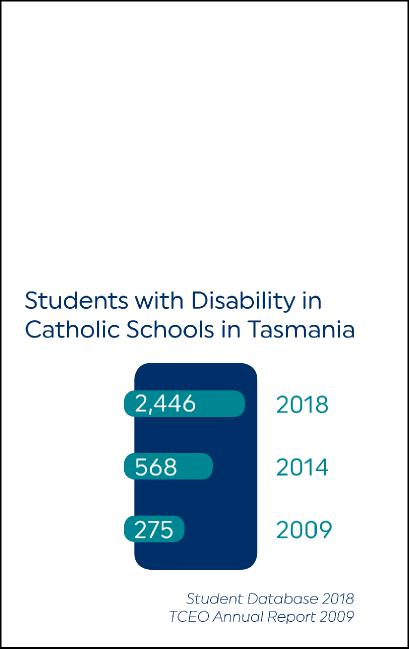 Students with Disability in
Catholic Schools in Tasmania
2,446 2018
568 2014
275 2009
Student Database 2018
TCEO Annual Report 2009